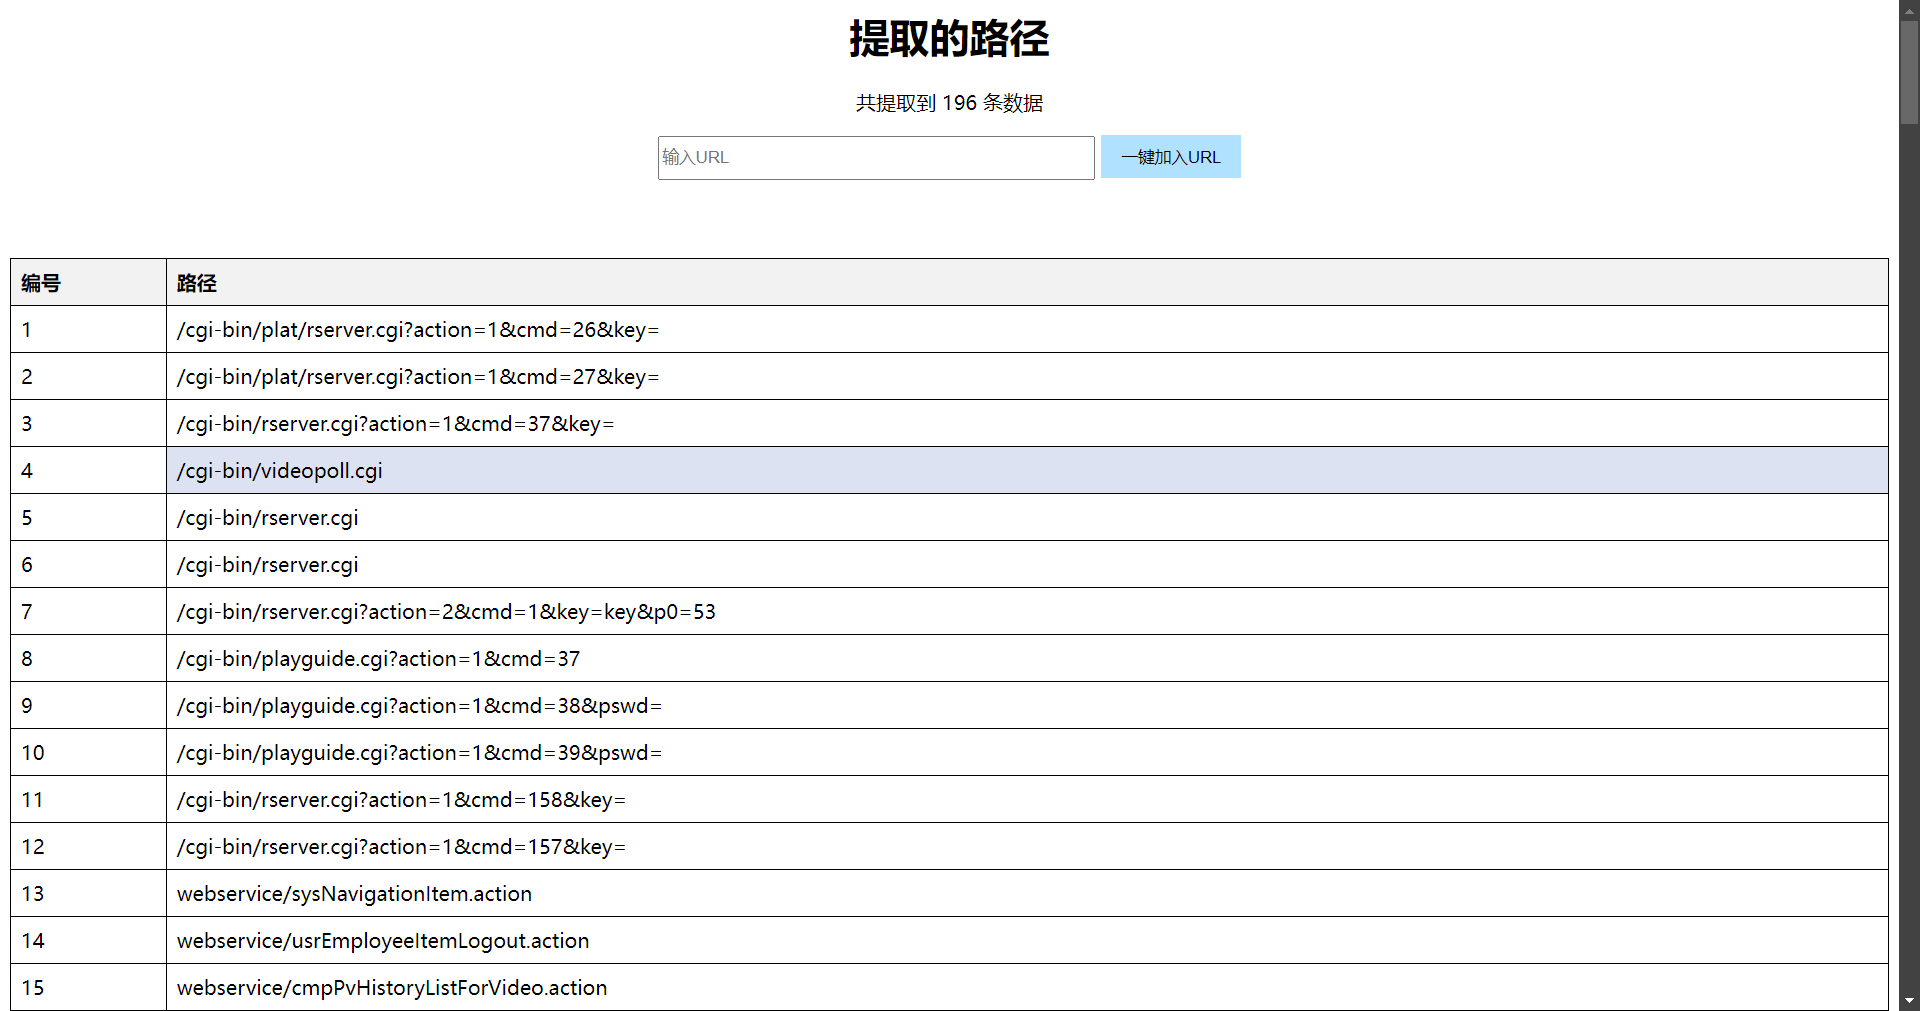 提取的路径
共提取到 196 条数据
输入URL 一键加入URL
编号 路径
1 /cgi-bin/plat/rserver.cgi?action=1&cmd=26&key=
2 /cgi-bin/plat/rserver.cgi?action=1&cmd=27&key=
3 /cgi-bin/rserver.cgi?action=1&cmd=37&key=
4 /cgi-bin/videopoll.cgi
5 /cgi-bin/rserver.cgi
6 /cgi-bin/rserver.cgi
7 /cgi-bin/rserver.cgi?action=2&cmd=1&key=key&p0=53
8 /cgi-bin/playguide.cgi?action=1&cmd=37
9 /cgi-bin/playguide.cgi?action=1&cmd=38&pswd=
10 /cgi-bin/playguide.cgi?action=1&cmd=39&pswd=
11 /cgi-bin/rserver.cgi?action=1&cmd=158&key=
12 /cgi-bin/rserver.cgi?action=1&cmd=157&key=
13 webservice/sysNavigationItem.action
14 webservice/usrEmployeeItemLogout.action
15 webservice/cmpPvHistoryListForVideo.action